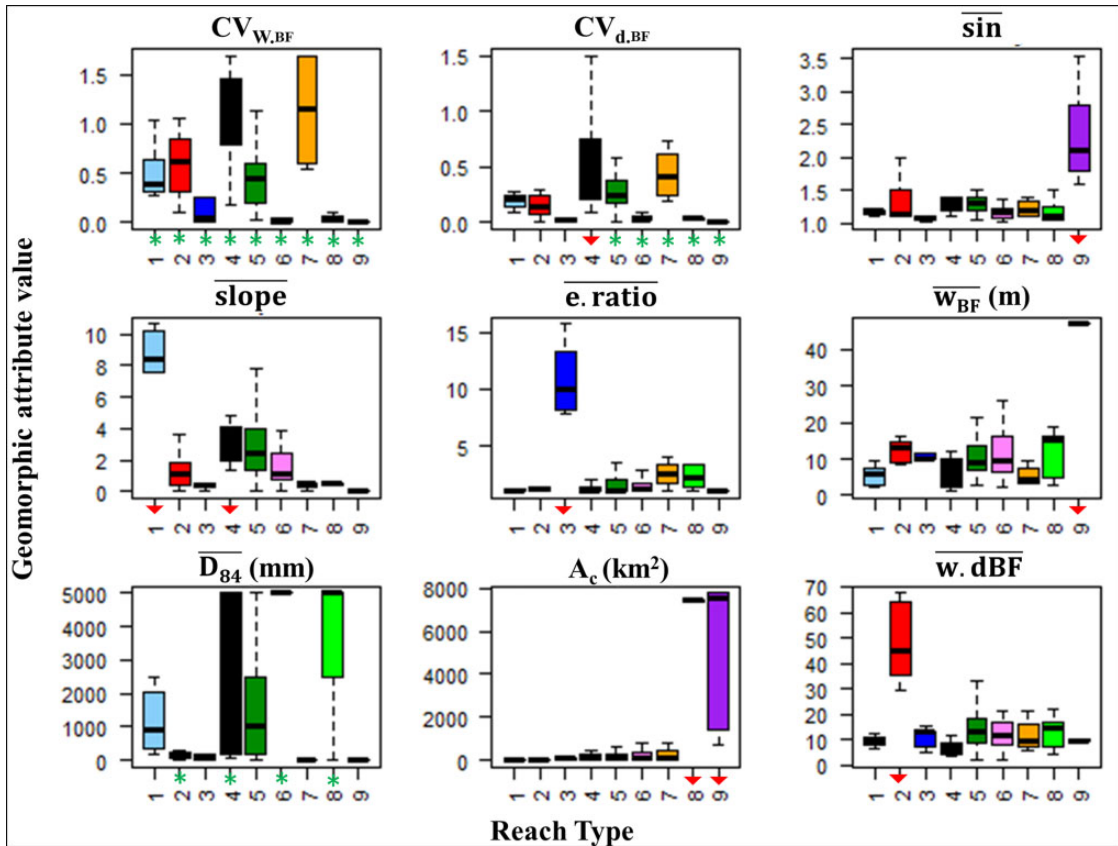 CV_W.BF CV_d.BF sin
1.5 1.5 3.5
3.0
1.0 1.0 2.5
0.5 0.5 2.0
1.5
0.0 0.0 1.0
* * * * * * * * * * * * * *
1 2 3 4 5 6 7 8 9 1 2 3 4 5 6 7 8 9 1 2 3 4 5 6 7 8 9
slope e. ratio w_BF (m)
10 15 40
8
6 10 30
4 20
2 5 10
0 0
1 2 3 4 5 6 7 8 9 1 2 3 4 5 6 7 8 9 1 2 3 4 5 6 7 8 9
D_84 (mm) A_c (km²) w. dBF
5000 8000 70
4000 6000 60
50
3000 4000 40
2000 30
1000 2000 20
10
0 0 0
* * * *
1 2 3 4 5 6 7 8 9 1 2 3 4 5 6 7 8 9 1 2 3 4 5 6 7 8 9
Geomorphic attribute value
Reach Type